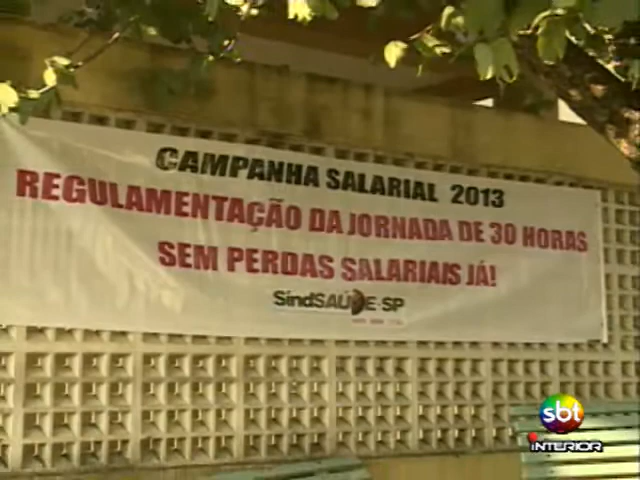 CAMPANHA SALARIAL 2013
REGULAMENTAÇÃO DA JORNADA DE 30 HORAS
SEM PERDAS SALARIAIS JÁ!
SindSAÚDE-SP
sbt
INTERIOR